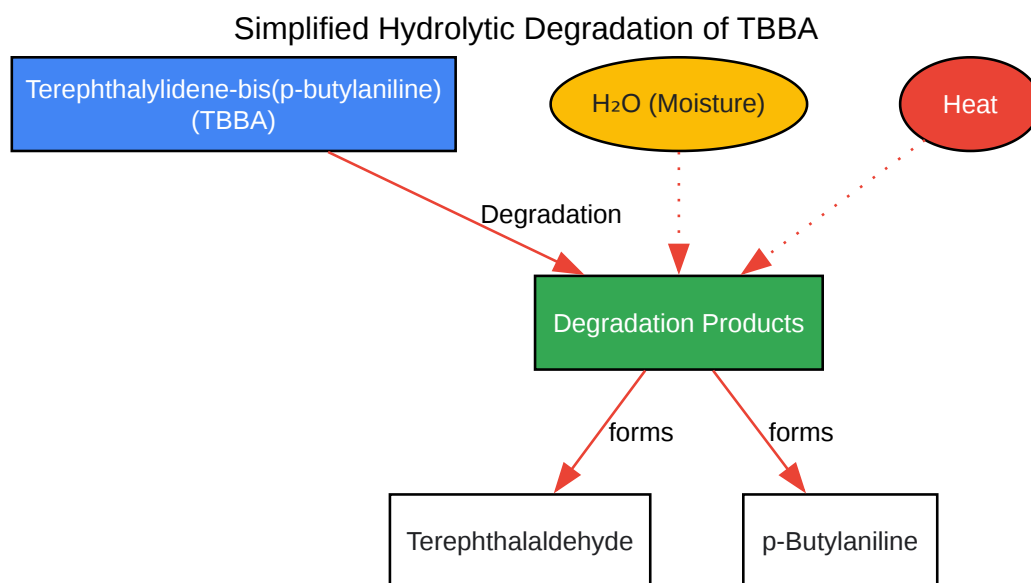 Simplified Hydrolytic Degradation of TBBA
Terephthalylidene-bis(p-butylaniline)
(TBBA)
H₂O (Moisture)
Heat
Degradation
Degradation Products
forms
forms
Terephthalaldehyde
p-Butylaniline